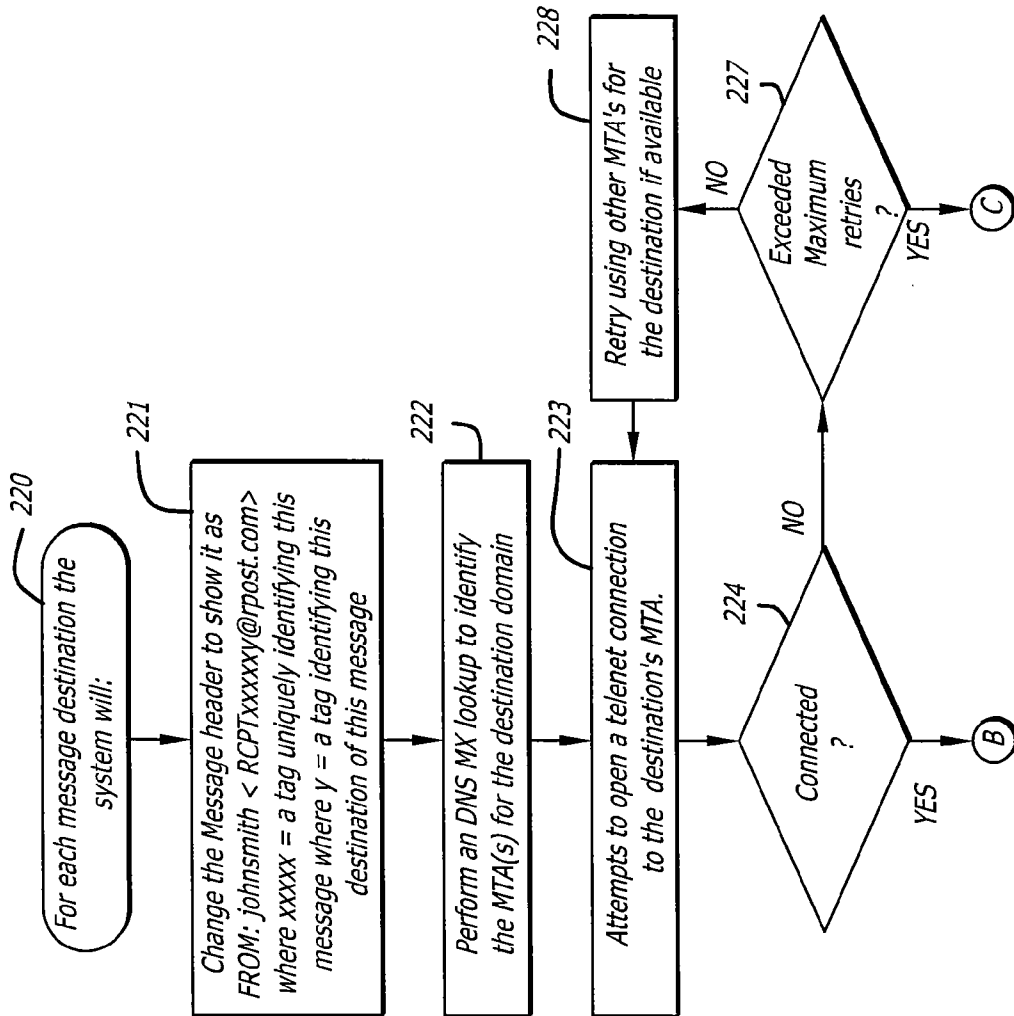 220
For each message destination the
system will:
221
Change the Message header to show it as
FROM: johnsmith < RCPTxxxxxy@rpost.com>
where xxxxx = a tag uniquely identifying this
message where y = a tag identifying this
destination of this message
222
Perform an DNS MX lookup to identify
the MTA(s) for the destination domain
223
Attempts to open a telenet connection
to the destination's MTA.
224
Connected
?
NO
YES
B
227
Exceeded
Maximum
retries
?
NO
YES
C
228
Retry using other MTA's for
the destination if available